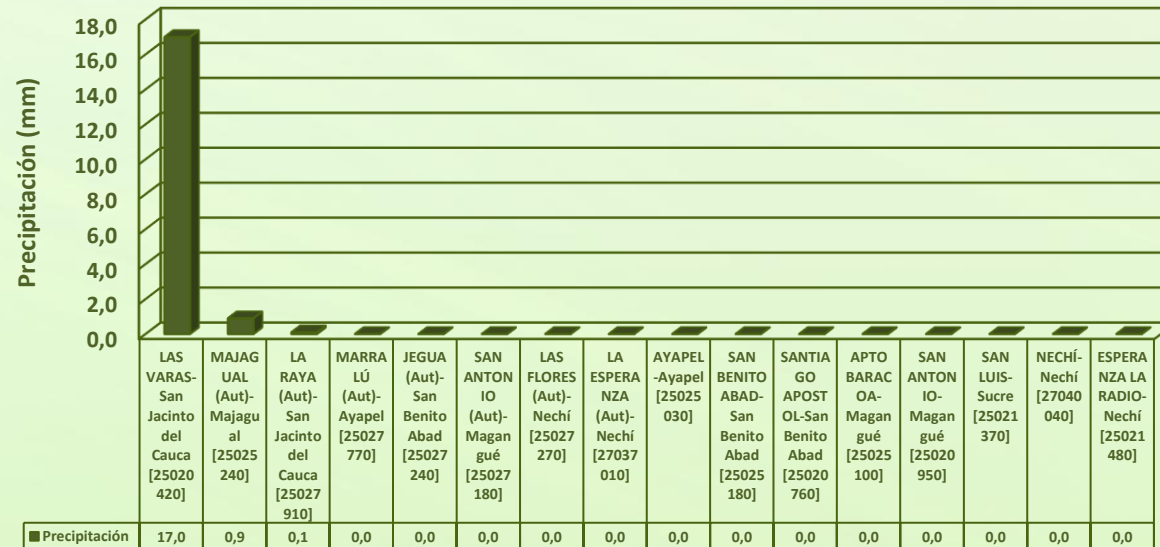 Precipitación (mm)
18,0
16,0
14,0
12,0
10,0
8,0
6,0
4,0
2,0
0,0
LAS
VARAS-
San
Jacinto
del
Cauca
[25020
420]
MAJAG
UAL
(Aut)-
Majagu
al
[25025
240]
LA
RAYA
(Aut)-
San
Jacinto
del
Cauca
[25027
910]
MARRA
LÚ
(Aut)-
Ayapel
[25027
770]
JEGUA
(Aut)-
San
Benito
Abad
[25027
240]
SAN
ANTON
IO
(Aut)-
Magan
gué
[25027
180]
LAS
FLORES
(Aut)-
Nechí
[25027
270]
LA
ESPERA
NZA
(Aut)-
Nechí
[27037
010]
AYAPEL
-Ayapel
[25025
030]
SAN
BENITO
ABAD-
San
Benito
Abad
[25025
180]
SANTIA
GO
APOST
OL-San
Benito
Abad
[25020
760]
APTO
BARAC
OA-
Magan
gué
[25025
100]
SAN
ANTON
IO-
Magan
gué
[25020
950]
SAN
LUIS-
Sucre
[25021
370]
NECHÍ-
Nechí
[27040
040]
ESPERA
NZA LA
RADIO-
Nechí
[25021
480]
Precipitación 17,0 0,9 0,1 0,0 0,0 0,0 0,0 0,0 0,0 0,0 0,0 0,0 0,0 0,0 0,0 0,0